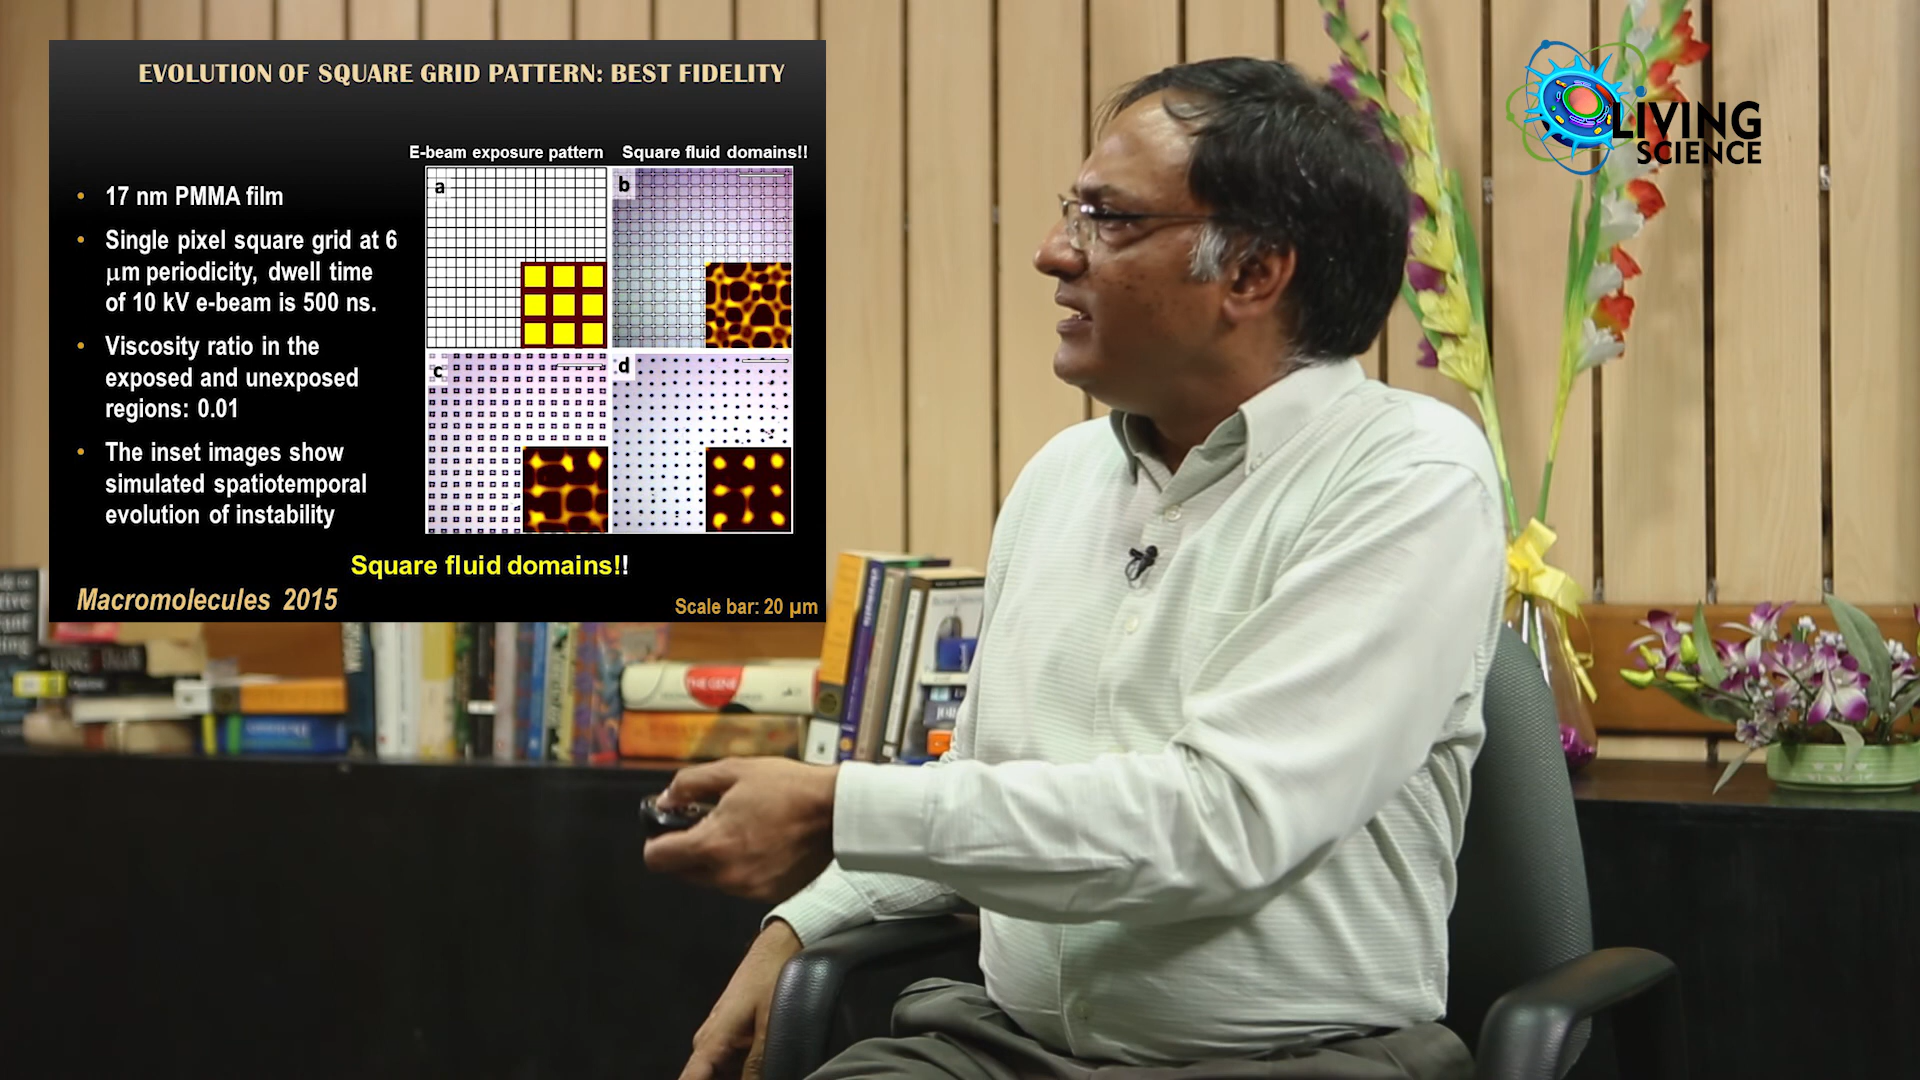 EVOLUTION OF SQUARE GRID PATTERN: BEST FIDELITY
E-beam exposure pattern
Square fluid domains!!
a
b
c
d
• 17 nm PMMA film
• Single pixel square grid at 6
μm periodicity, dwell time
of 10 kV e-beam is 500 ns.
• Viscosity ratio in the
exposed and unexposed
regions: 0.01
• The inset images show
simulated spatiotemporal
evolution of instability
Square fluid domains!!
Macromolecules 2015
Scale bar: 20 μm
LIVING
SCIENCE
THE GENE